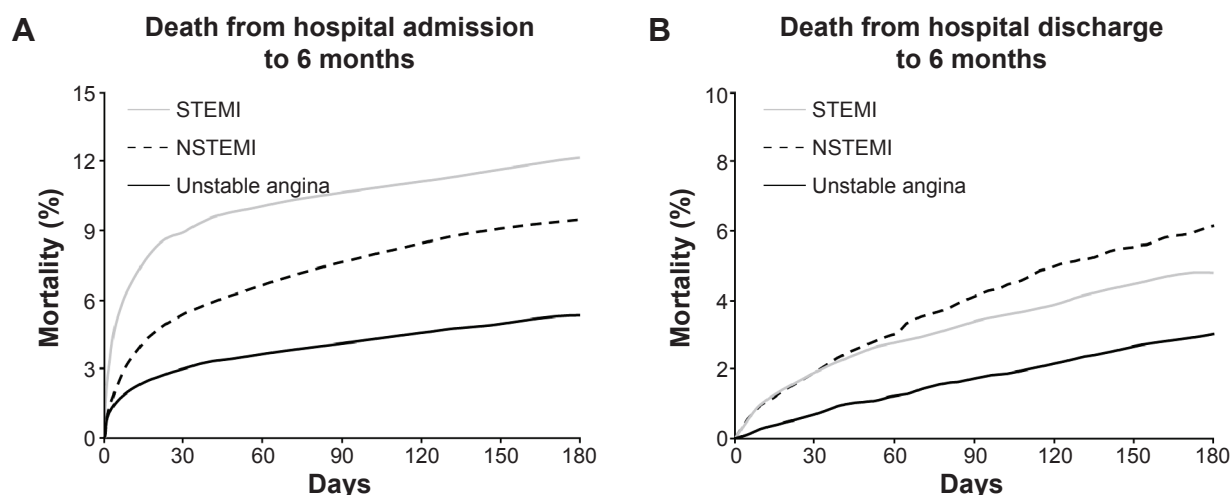 A
Death from hospital admission
to 6 months
Mortality (%)
15
12
9
6
3
0
STEMI
NSTEMI
Unstable angina
0 30 60 90 120 150 180
Days
B
Death from hospital discharge
to 6 months
Mortality (%)
10
8
6
4
2
0
STEMI
NSTEMI
Unstable angina
0 30 60 90 120 150 180
Days